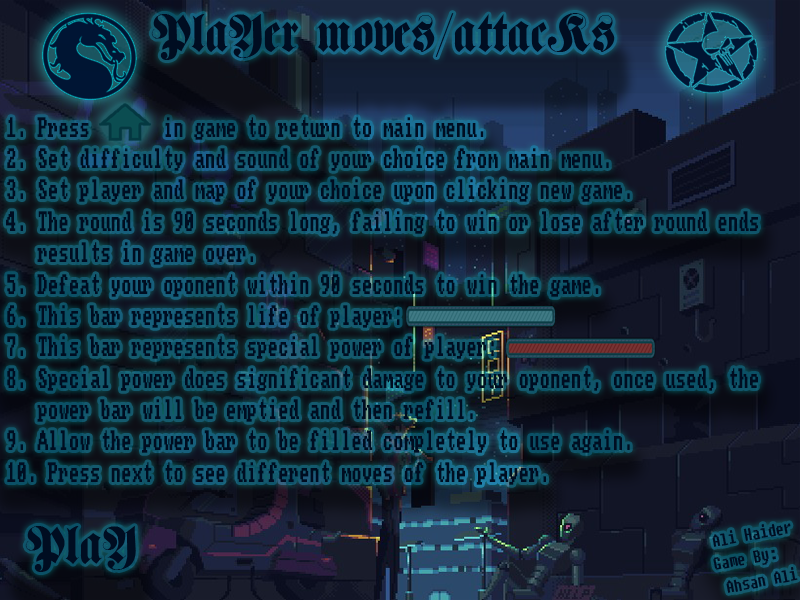 PlaYer moves/attacKs
1. Press in game to return to main menu.
2. Set difficulty and sound of your choice from main menu.
3. Set player and map of your choice upon clicking new game.
4. The round is 90 seconds long, failing to win or lose after round ends
results in game over.
5. Defeat your oponent within 90 seconds to win the game.
6. This bar represents life of player:
7. This bar represents special power of player:
8. Special power does significant damage to your oponent, once used, the
power bar will be emptied and then refill.
9. Allow the power bar to be filled completely to use again.
10. Press next to see different moves of the player.
PlaY
Ali Haider
Game By:
Ahsan Ali
HELP